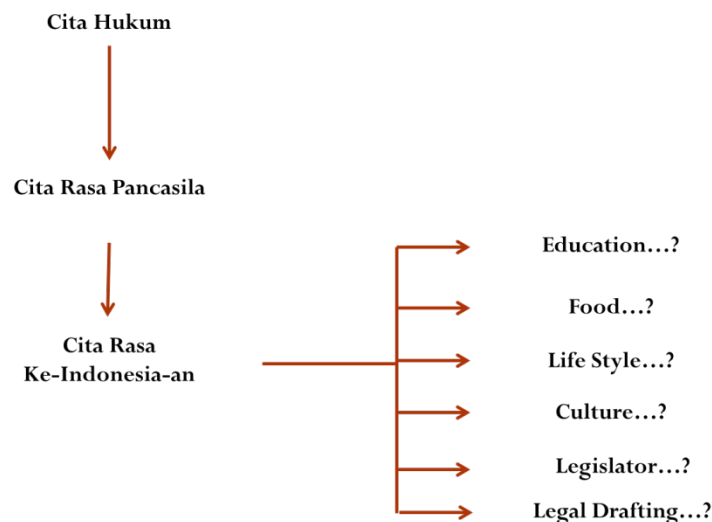 Cita Hukum
Cita Rasa Pancasila
Cita Rasa
Ke-Indonesia-an
Education...?
Food...?
Life Style...?
Culture...?
Legislator...?
Legal Drafting...?